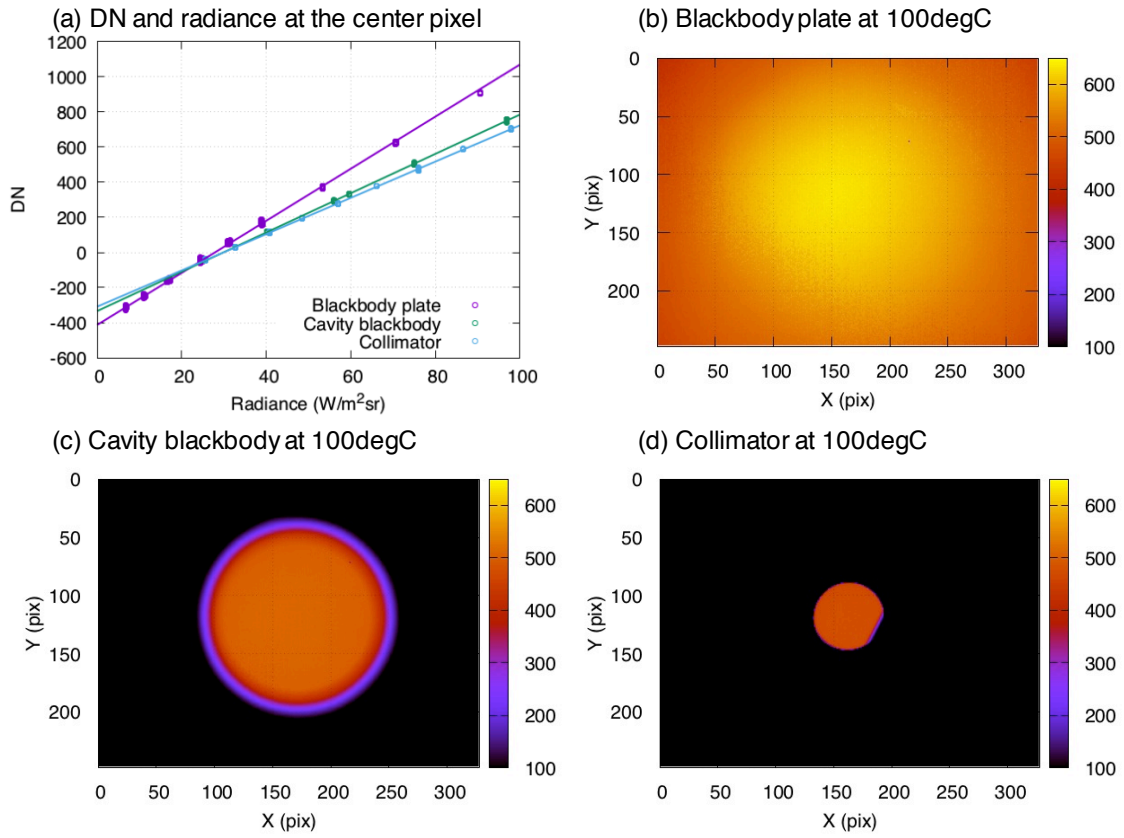 (a) DN and radiance at the center pixel
1200
1000
800
600
400
200
0
-200
-400
-600
DN
0 20 40 60 80 100
Radiance (W/m²sr)
Blackbody plate
Cavity blackbody
Collimator
(b) Blackbody plate at 100degC
0
50
100
150
200
Y (pix)
0 50 100 150 200 250 300
X (pix)
600
500
400
300
200
100
(c) Cavity blackbody at 100degC
0
50
100
150
200
Y (pix)
0 50 100 150 200 250 300
X (pix)
600
500
400
300
200
100
(d) Collimator at 100degC
0
50
100
150
200
Y (pix)
0 50 100 150 200 250 300
X (pix)
600
500
400
300
200
100